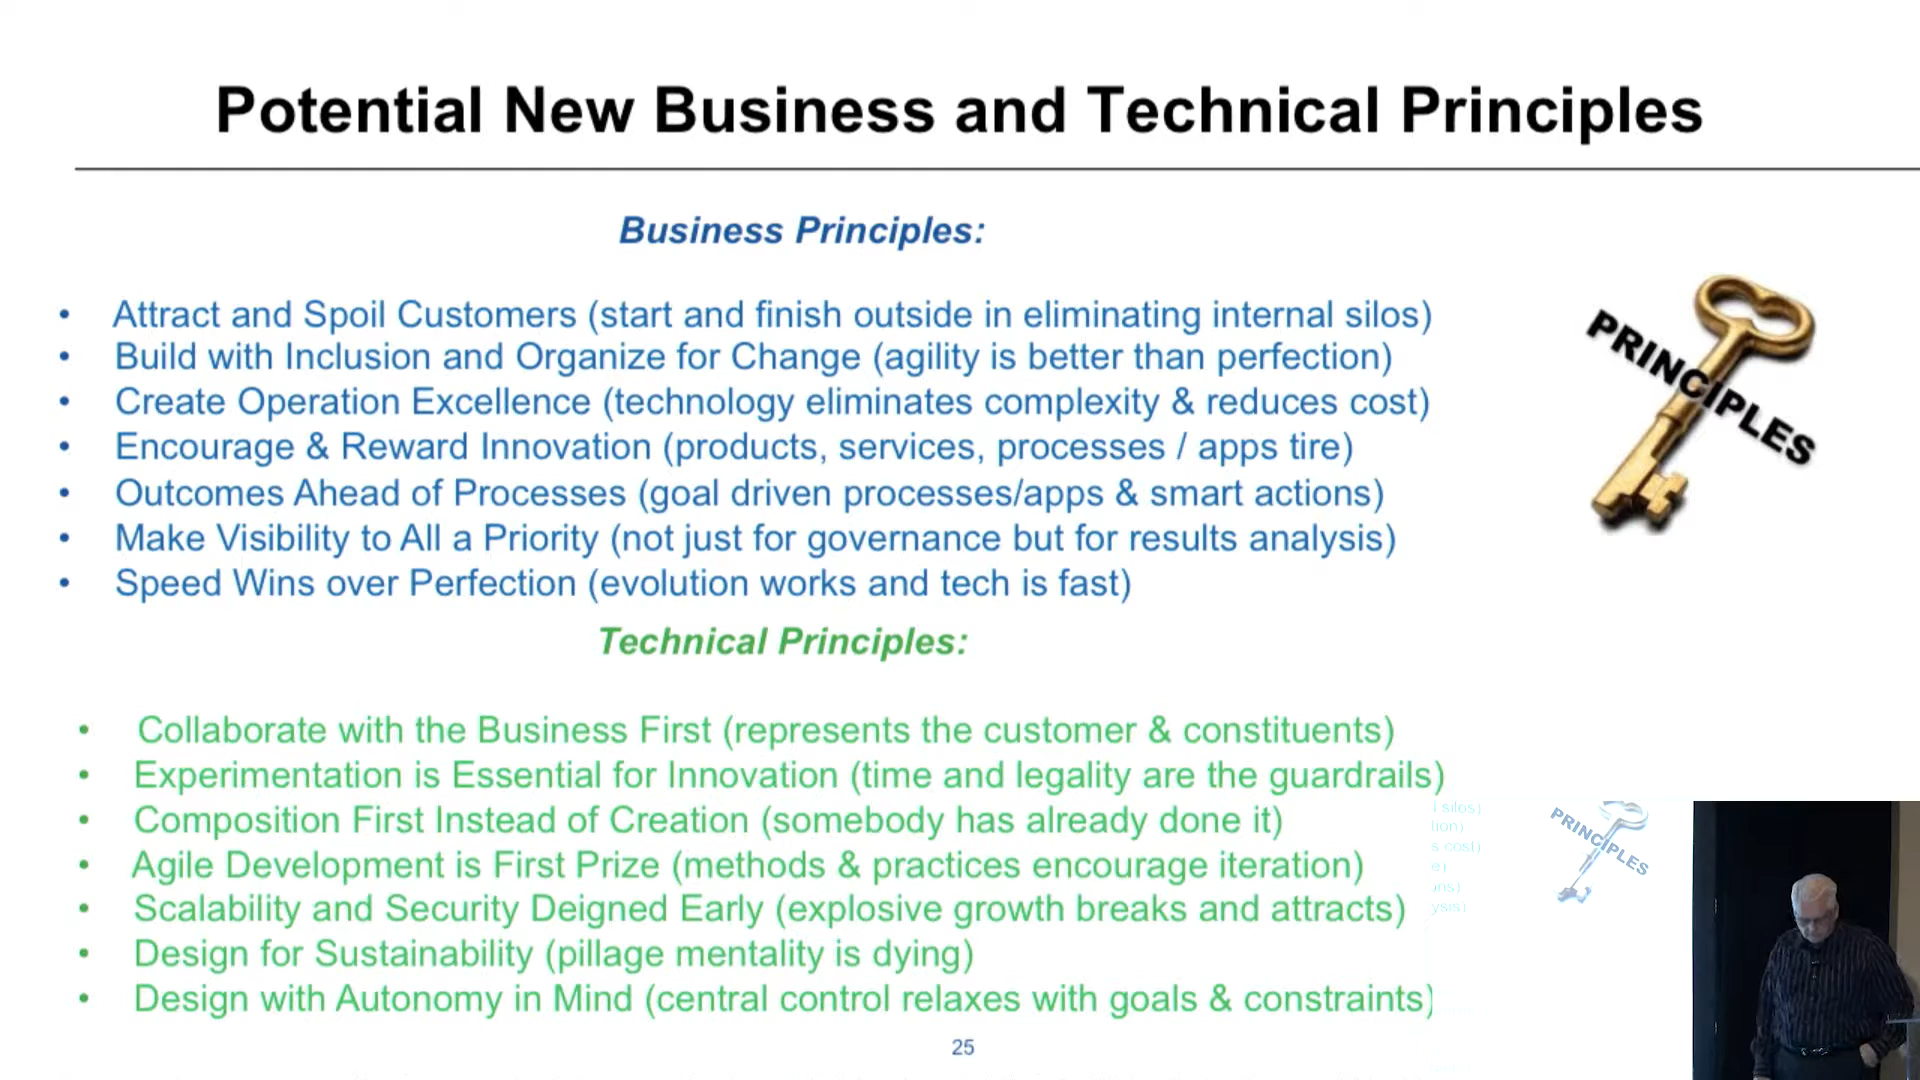 Potential New Business and Technical Principles
Business Principles:
• Attract and Spoil Customers (start and finish outside in eliminating internal silos)
• Build with Inclusion and Organize for Change (agility is better than perfection)
• Create Operation Excellence (technology eliminates complexity & reduces cost)
• Encourage & Reward Innovation (products, services, processes / apps tire)
• Outcomes Ahead of Processes (goal driven processes/apps & smart actions)
• Make Visibility to All a Priority (not just for governance but for results analysis)
• Speed Wins over Perfection (evolution works and tech is fast)
PRINCIPLES
Technical Principles:
• Collaborate with the Business First (represents the customer & constituents)
• Experimentation is Essential for Innovation (time and legality are the guardrails)
• Composition First Instead of Creation (somebody has already done it)
• Agile Development is First Prize (methods & practices encourage iteration)
• Scalability and Security Deigned Early (explosive growth breaks and attracts)
• Design for Sustainability (pillage mentality is dying)
• Design with Autonomy in Mind (central control relaxes with goals & constraints)
silos)
s cost)
PRINCIPLES
25